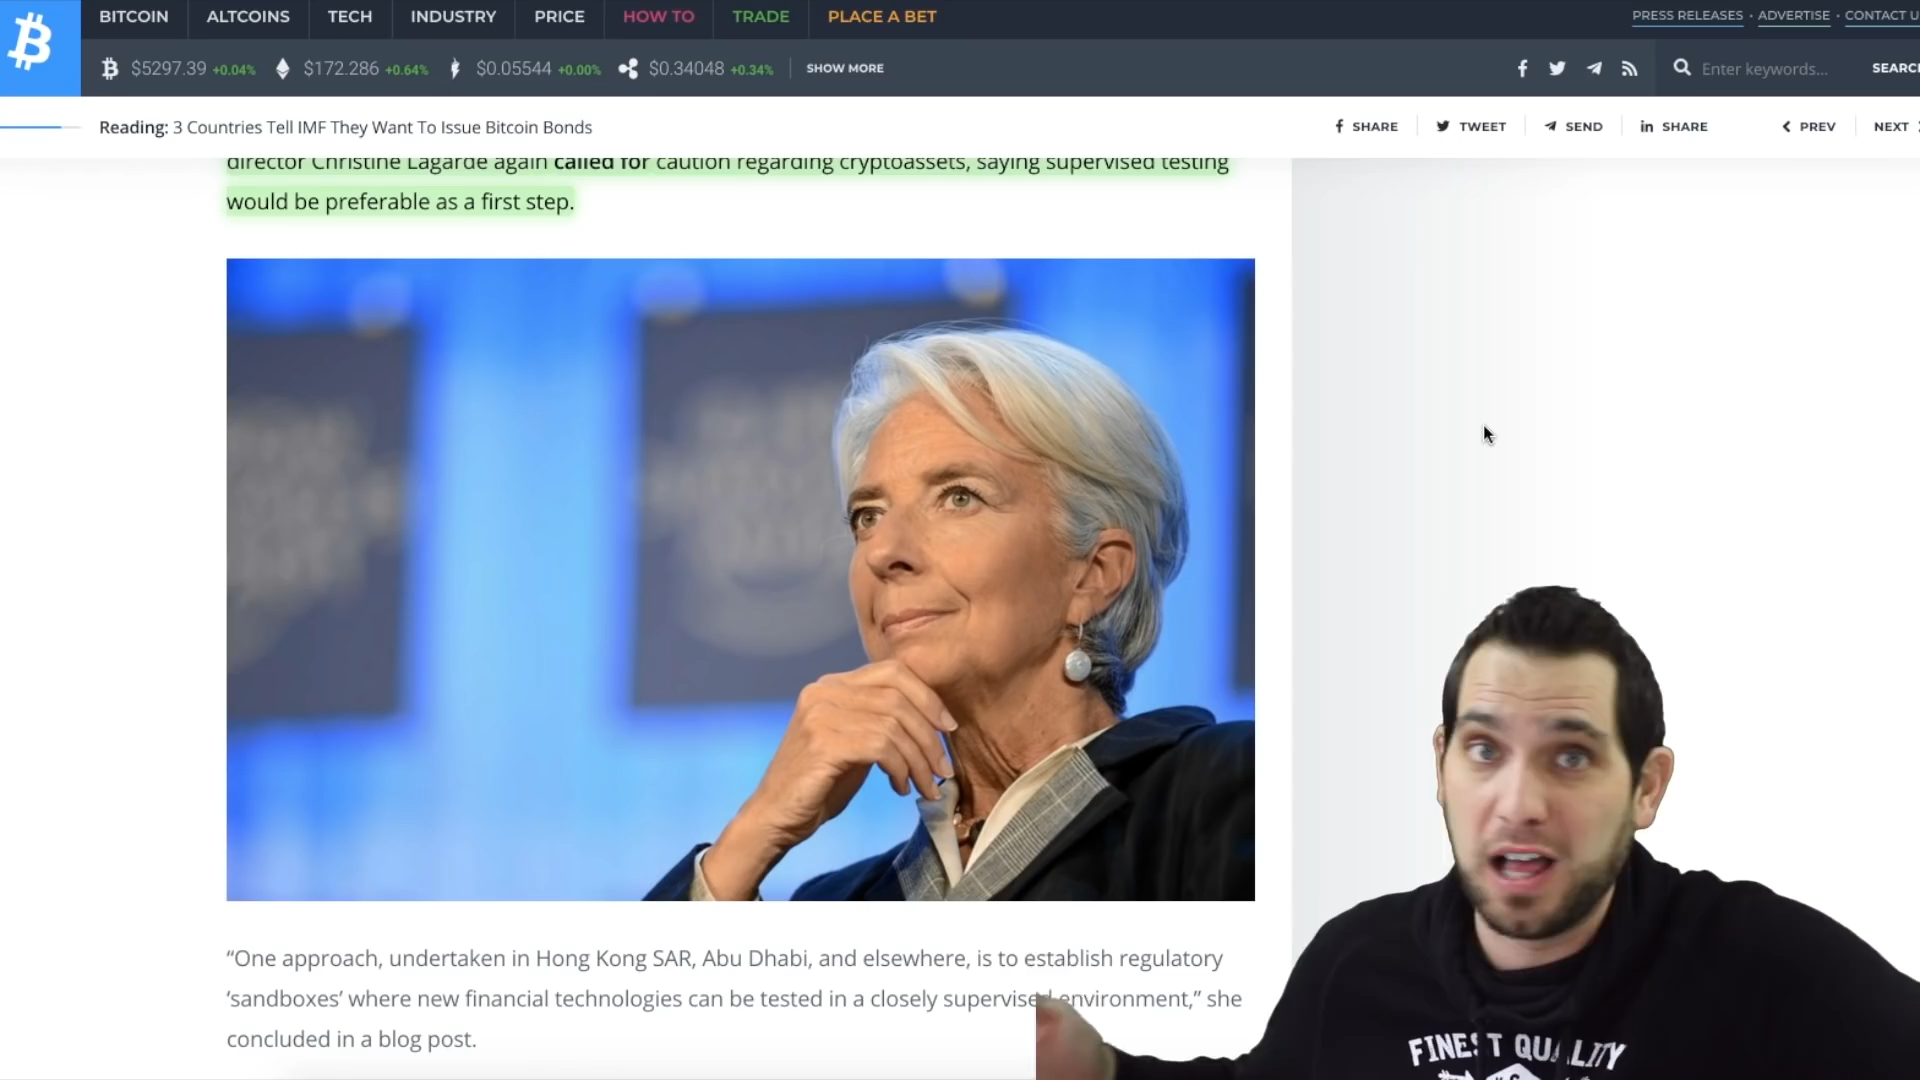 BITCOIN ALTCOINS TECH INDUSTRY PRICE HOW TO TRADE PLACE A BET
PRESS RELEASES · ADVERTISE · CONTACT U
$5297.39 +0.04% $172.286 +0.64% $0.05544 +0.00% $0.34048 +0.34% SHOW MORE
Enter keywords... SEARC
Reading: 3 Countries Tell IMF They Want To Issue Bitcoin Bonds
SHARE TWEET SEND SHARE PREV NEXT
director Christine Lagarde again called for caution regarding cryptoassets, saying supervised testing
would be preferable as a first step.
“One approach, undertaken in Hong Kong SAR, Abu Dhabi, and elsewhere, is to establish regulatory
‘sandboxes’ where new financial technologies can be tested in a closely supervised environment,” she
concluded in a blog post.
FINEST QUALITY